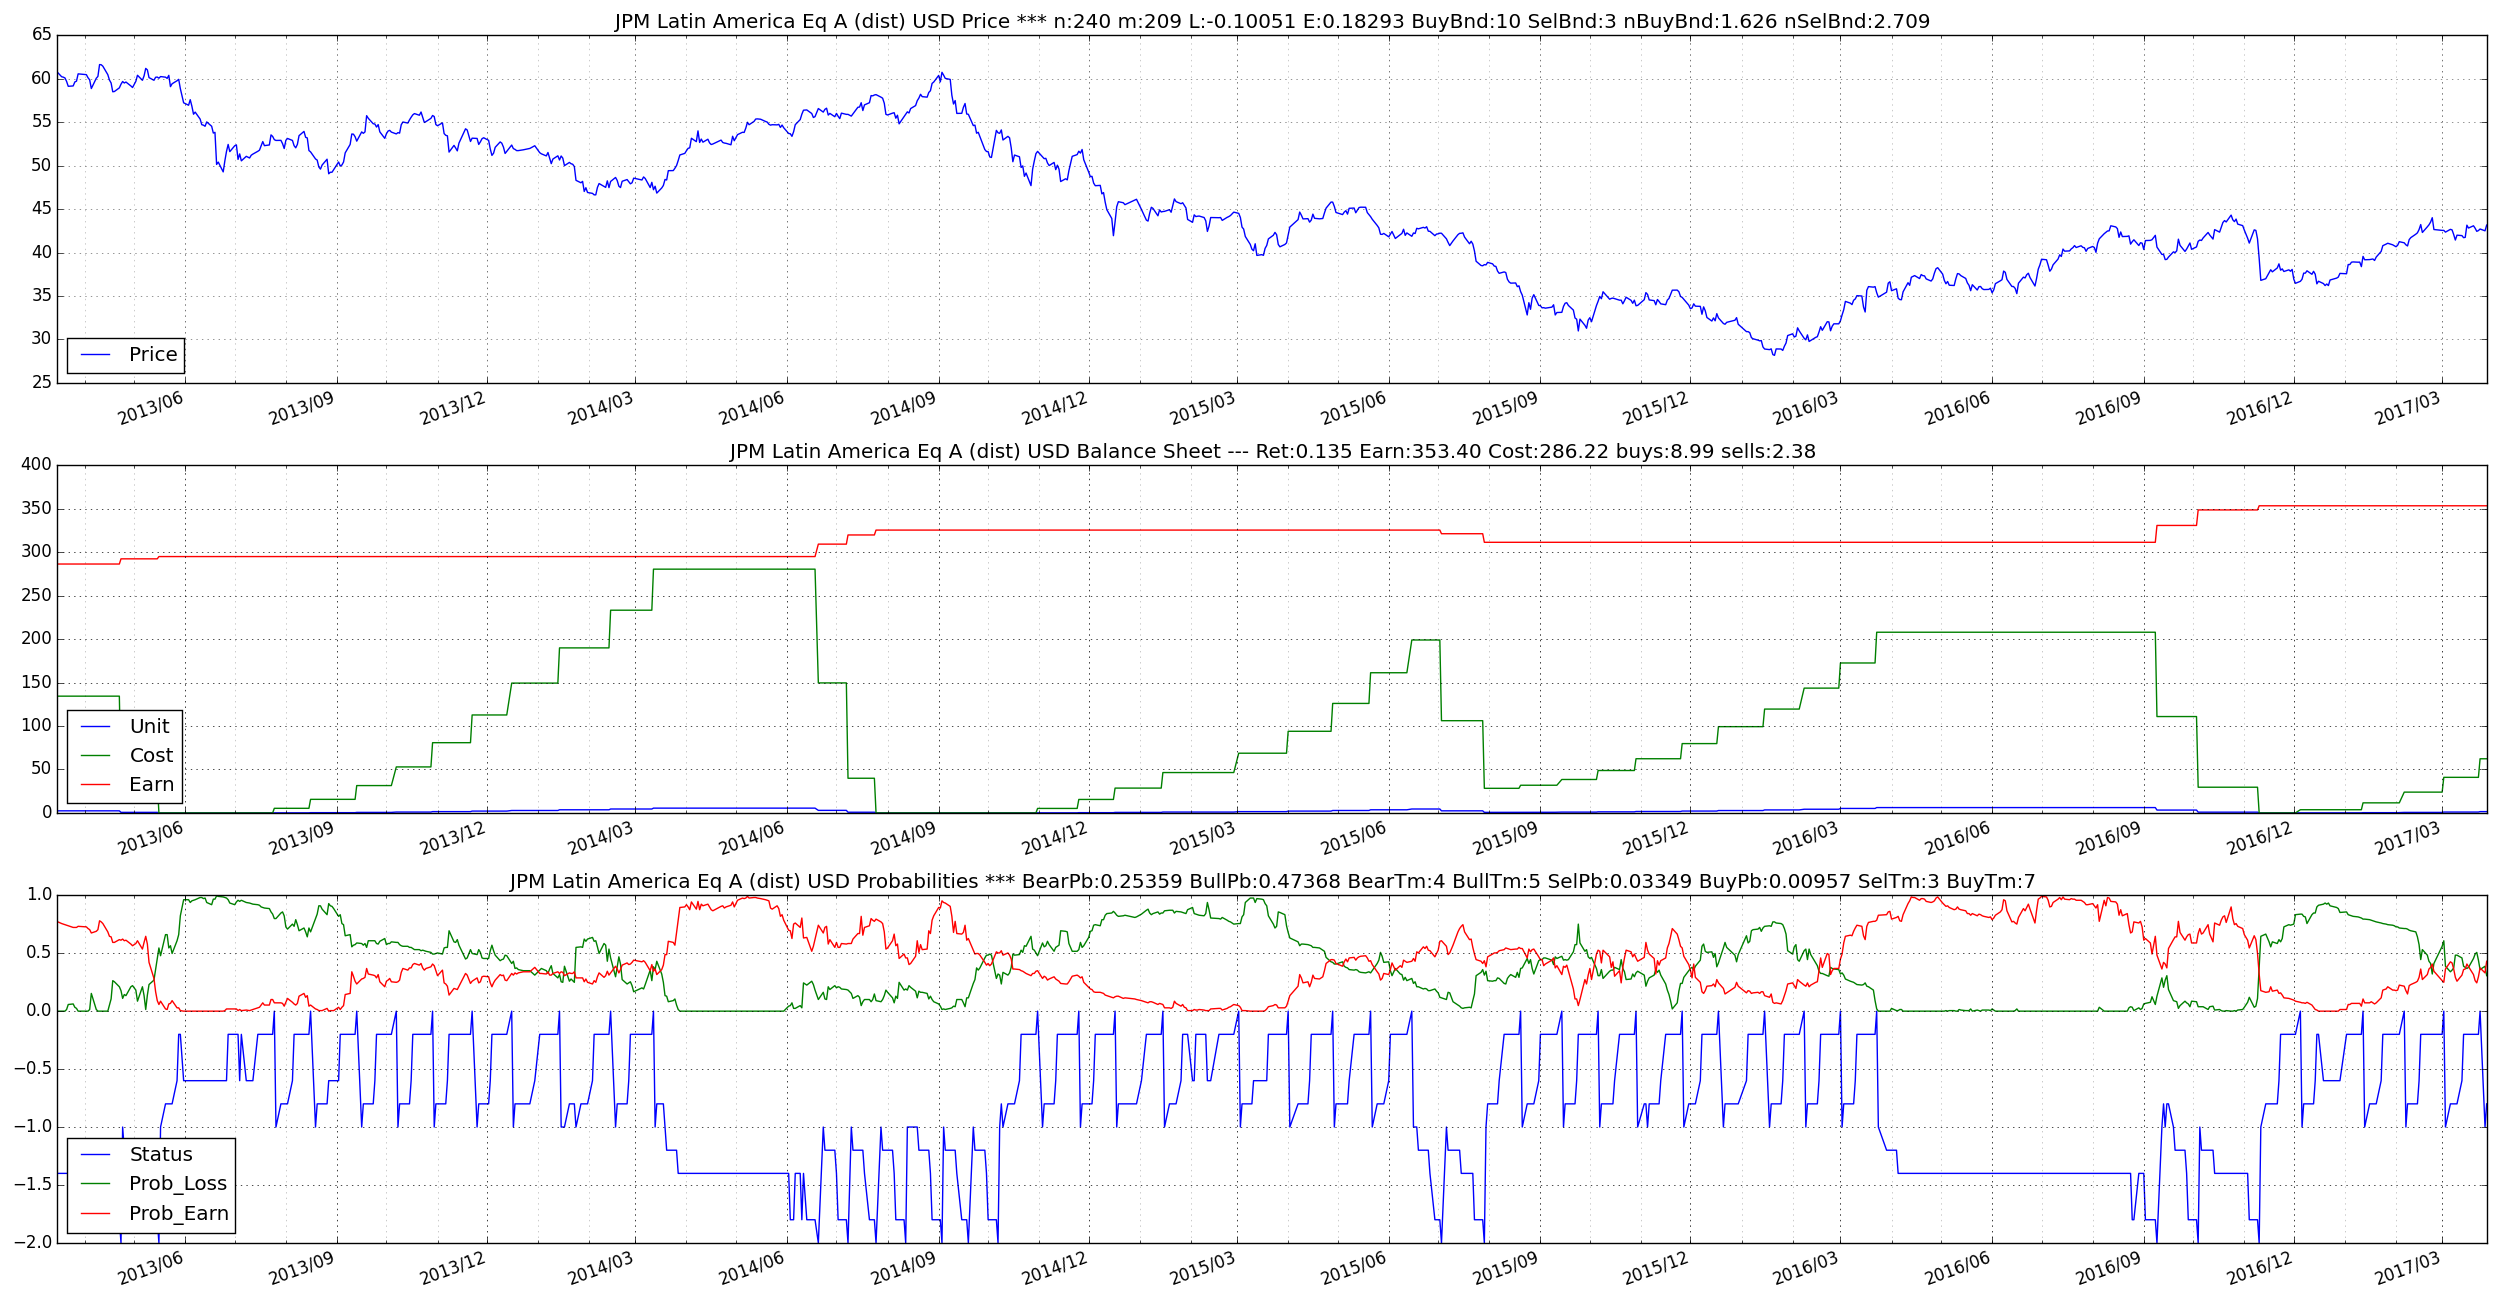 JPM Latin America Eq A (dist) USD Price *** n:240 m:209 L:-0.10051 E:0.18293 BuyBnd:10 SelBnd:3 nBuyBnd:1.626 nSelBnd:2.709
65
60
55
50
45
40
35
30
25
Price
2013/06 2013/09 2013/12 2014/03 2014/06 2014/09 2014/12 2015/03 2015/06 2015/09 2015/12 2016/03 2016/06 2016/09 2016/12 2017/03
JPM Latin America Eq A (dist) USD Balance Sheet --- Ret:0.135 Earn:353.40 Cost:286.22 buys:8.99 sells:2.38
400
350
300
250
200
150
100
50
0
Unit
Cost
Earn
2013/06 2013/09 2013/12 2014/03 2014/06 2014/09 2014/12 2015/03 2015/06 2015/09 2015/12 2016/03 2016/06 2016/09 2016/12 2017/03
JPM Latin America Eq A (dist) USD Probabilities *** BearPb:0.25359 BullPb:0.47368 BearTm:4 BullTm:5 SelPb:0.03349 BuyPb:0.00957 SelTm:3 BuyTm:7
1.0
0.5
0.0
−0.5
−1.0
−1.5
−2.0
Status
Prob_Loss
Prob_Earn
2013/06 2013/09 2013/12 2014/03 2014/06 2014/09 2014/12 2015/03 2015/06 2015/09 2015/12 2016/03 2016/06 2016/09 2016/12 2017/03